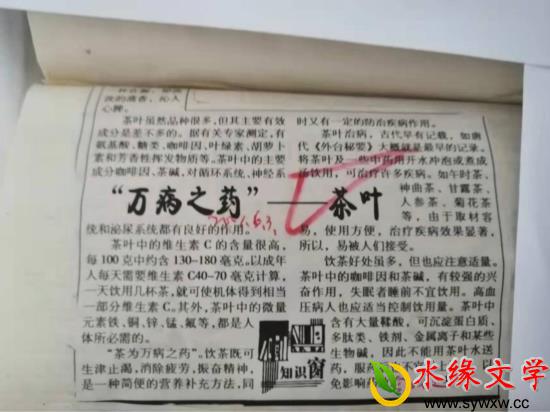 洗的液香,沁人
心脾。
茶叶虽然品种很多,但其主要有效
成分是差不多的。据有关专家测定,有
氨基酸、糖类、咖啡因、叶绿素、胡萝卜
素和芳香性挥发物质等。茶叶中的主要
成分咖啡因、茶碱,对循环系统、神经系
统和泌尿系统都有良好的作用。
“万病之药”——茶叶
茶叶中的维生素C的含量很高,
每100克中约含130-180毫克。以成年
人每天需要维生素C40-70毫克计算,
一天饮用几杯茶,就可使机体得到相当
一部分维生素C。其外,茶叶中的微量
元素铁、铜、锌、锰、氟等,都是人
体所必需的。
“茶为万病之药”。饮茶既可
生津止渴,消除疲劳,振奋精神,
是一种简便的营养补充方法,同
时又有一定的防治疾病作用。
茶叶治病,古代早有记载,如唐
代《外台秘要》大概就是最早的记录。
将茶叶及一些中药用开水冲泡或煮成
汤饮用,可治疗许多疾病。如午时茶、
神曲茶、甘露茶、
人参茶、菊花茶
等,由于取材容
易,使用方便,治疗疾病效果显著,
所以,易被人们接受。
饮茶好处虽多,但也应注意适量。
茶叶中的咖啡因和茶碱,有较强的兴
奋作用,失眠者睡前不宜饮用。高血
压病人也应适当控制饮用量。茶叶中
含有大量鞣酸,可沉淀蛋白质、
多肽类、铁剂、金属离子和某些
生物碱,因此不能用茶叶水送
药,服药
免影响药
知识窗
水缘文学
www.sywxw.cc